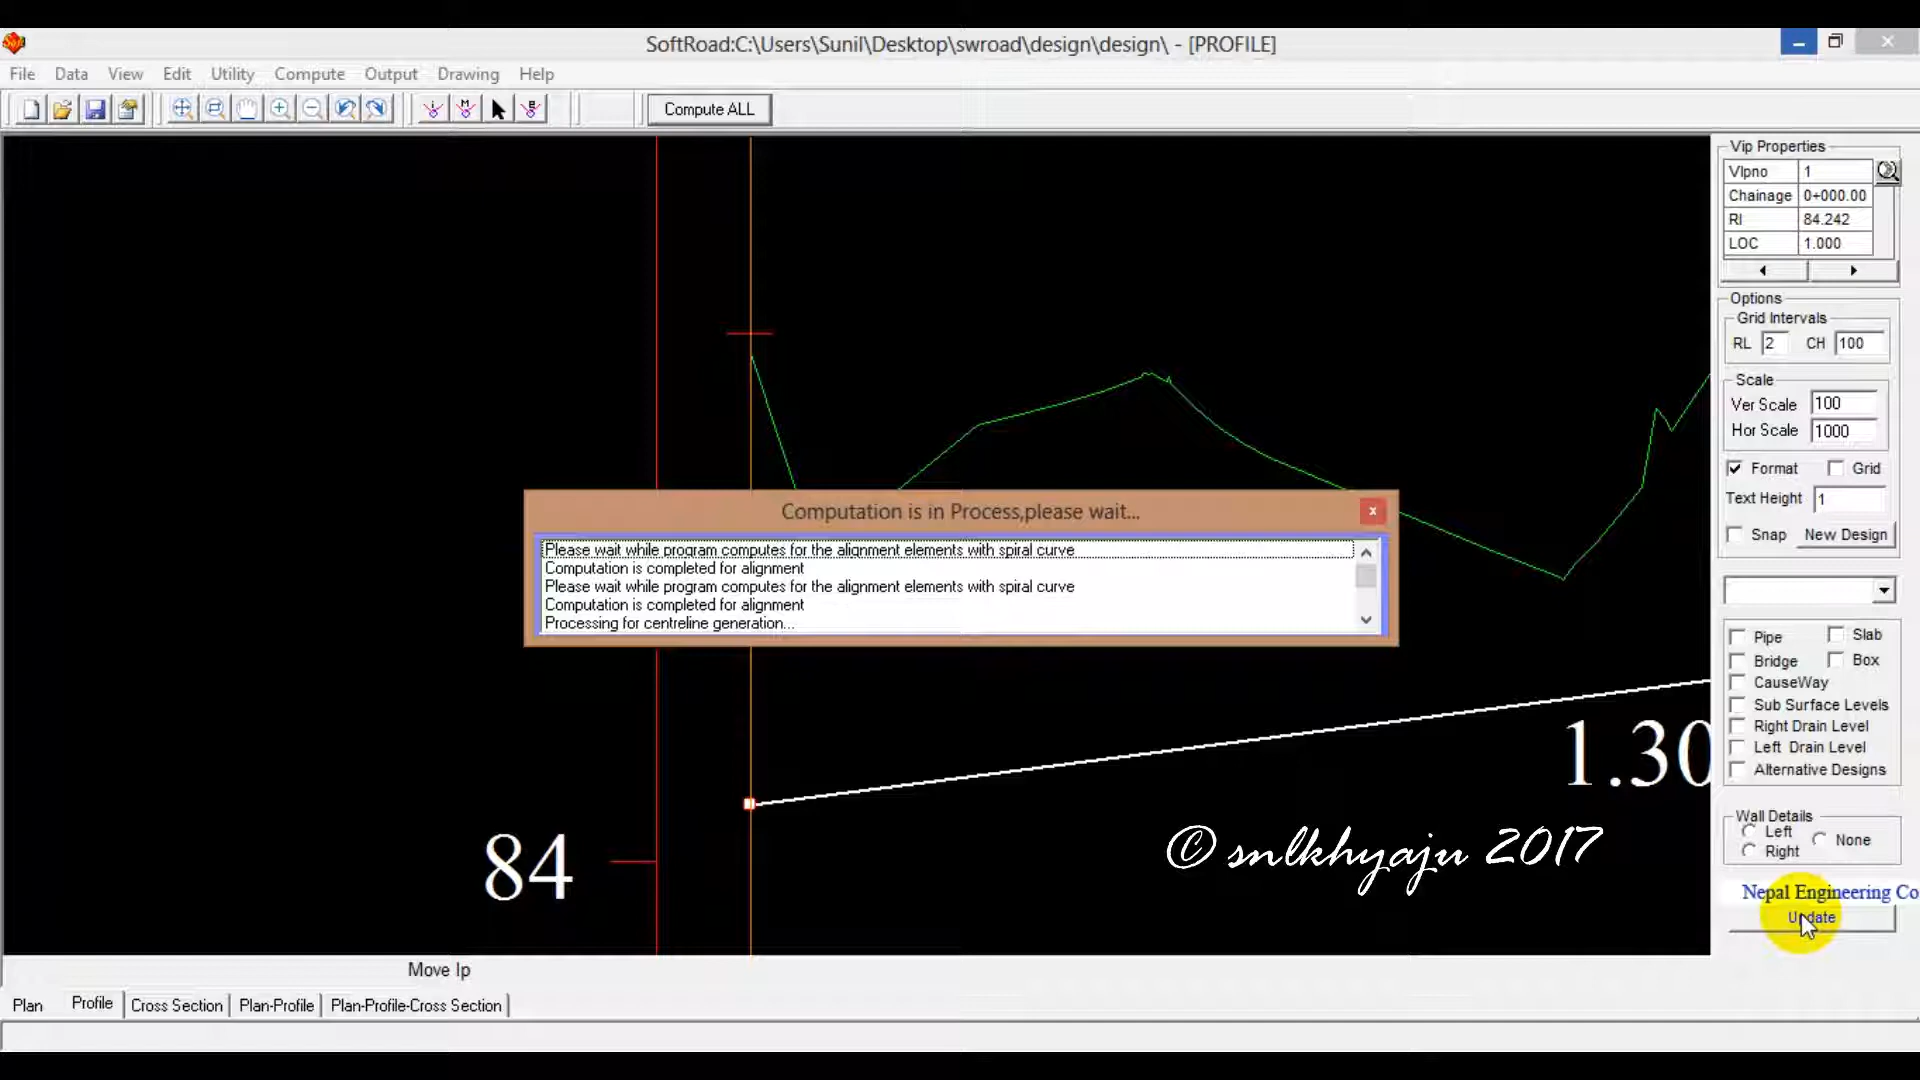 SoftRoad:C:\Users\Sunil\Desktop\swroad\design\design\ - [PROFILE]
File Data View Edit Utility Compute Output Drawing Help
Compute ALL
Vip Properties
VIpno 1
Chainage 0+000.00
Rl 84.242
LOC 1.000
Options
Grid Intervals
RL 2 CH 100
Scale
Ver Scale 100
Hor Scale 1000
Format Grid
Text Height 1
Snap New Design
Computation is in Process,please wait...
Please wait while program computes for the alignment elements with spiral curve
Computation is completed for alignment
Please wait while program computes for the alignment elements with spiral curve
Computation is completed for alignment
Processing for centreline generation...
Pipe Slab
Bridge Box
CauseWay
Sub Surface Levels
Right Drain Level
Left Drain Level
Alternative Designs
1.30
84
© snlkhyaju 2017
Wall Details
Left
Right
None
Nepal Engineering Co
Update
Move Ip
Plan Profile Cross Section Plan-Profile Plan-Profile-Cross Section